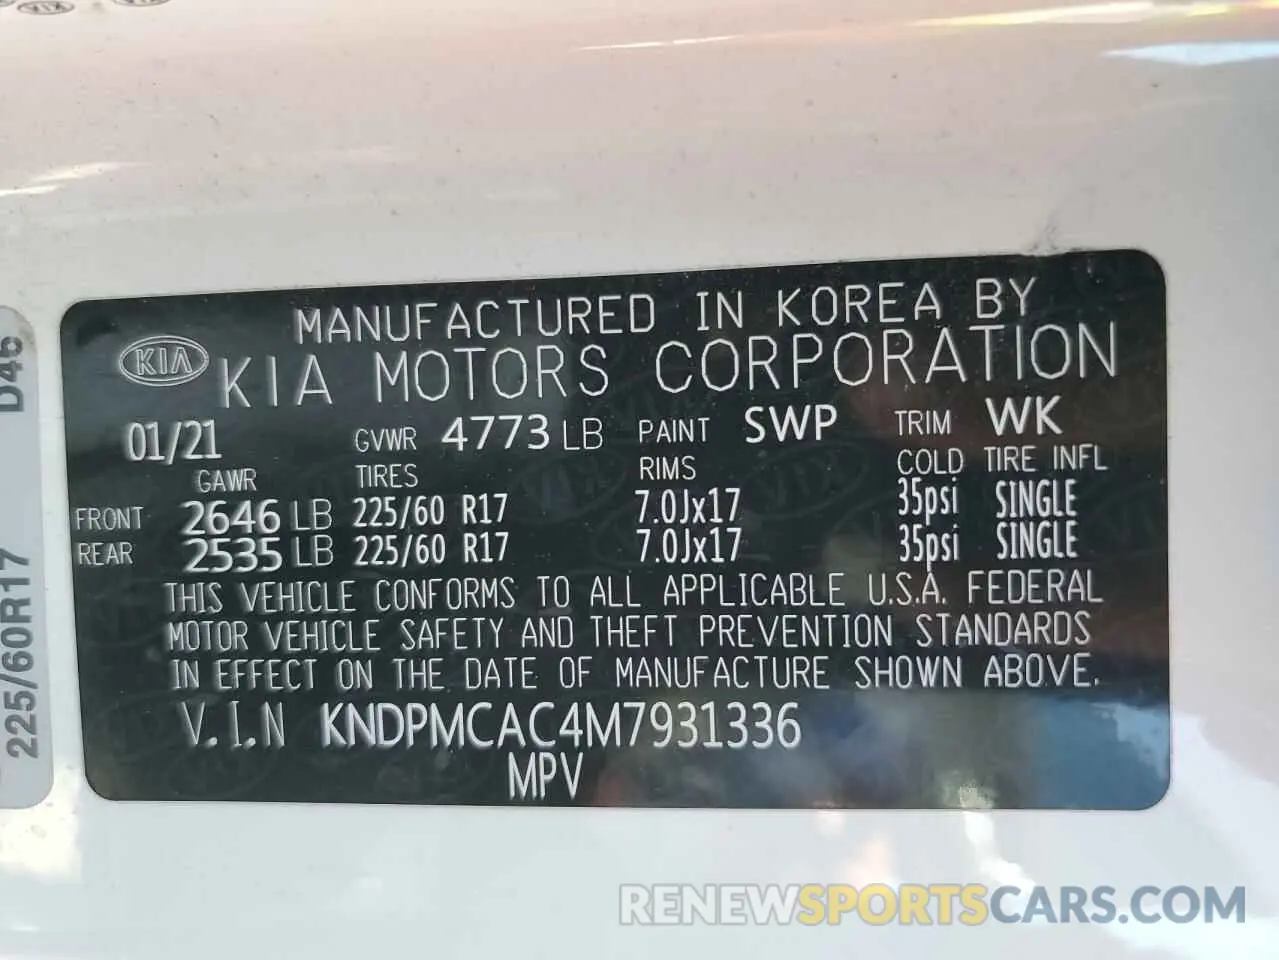 MANUFACTURED IN KOREA BY
KIA KIA MOTORS CORPORATION
01/21 GVWR 4773 LB PAINT SWP TRIM WK
GAWR TIRES RIMS COLD TIRE INFL
FRONT 2646 LB 225/60 R17 7.0Jx17 35psi SINGLE
REAR 2535 LB 225/60 R17 7.0Jx17 35psi SINGLE
THIS VEHICLE CONFORMS TO ALL APPLICABLE U.S.A. FEDERAL
MOTOR VEHICLE SAFETY AND THEFT PREVENTION STANDARDS
IN EFFECT ON THE DATE OF MANUFACTURE SHOWN ABOVE.
V.I.N KNDPMCAC4M7931336
MPV
225/60R17
RENEWSPORTSCARS.COM